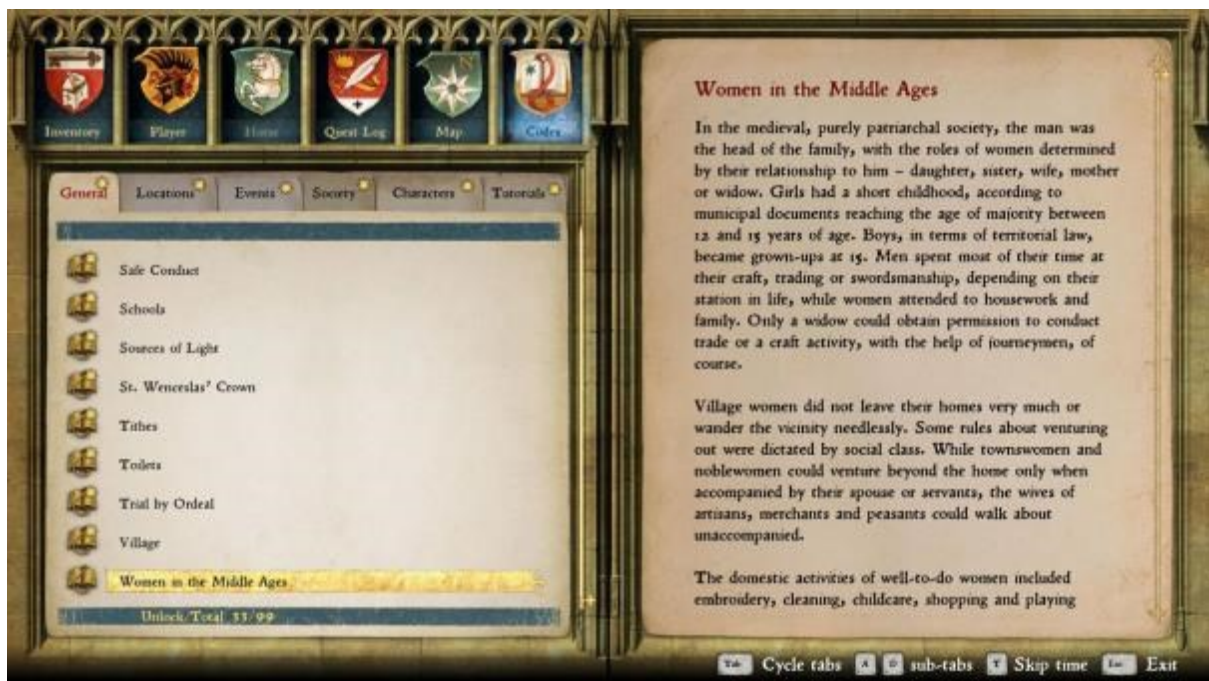 Inventory
Player
Horse
Quest Log
Map
Codex
General
Locations
Events
Society
Characters
Tutorials
Safe Conduct
Schools
Sources of Light
St. Wenceslas' Crown
Tithes
Toilets
Trial by Ordeal
Village
Women in the Middle Ages
Unlock/Total 33/99
Women in the Middle Ages
In the medieval, purely patriarchal society, the man was
the head of the family, with the roles of women determined
by their relationship to him – daughter, sister, wife, mother
or widow. Girls had a short childhood, according to
municipal documents reaching the age of majority between
12 and 15 years of age. Boys, in terms of territorial law,
became grown-ups at 15. Men spent most of their time at
their craft, trading or swordsmanship, depending on their
station in life, while women attended to housework and
family. Only a widow could obtain permission to conduct
trade or a craft activity, with the help of journeymen, of
course.
Village women did not leave their homes very much or
wander the vicinity needlessly. Some rules about venturing
out were dictated by social class. While townswomen and
noblewomen could venture beyond the home only when
accompanied by their spouse or servants, the wives of
artisans, merchants and peasants could walk about
unaccompanied.
The domestic activities of well-to-do women included
embroidery, cleaning, childcare, shopping and playing
Tab Cycle tabs A D sub-tabs T Skip time Esc Exit